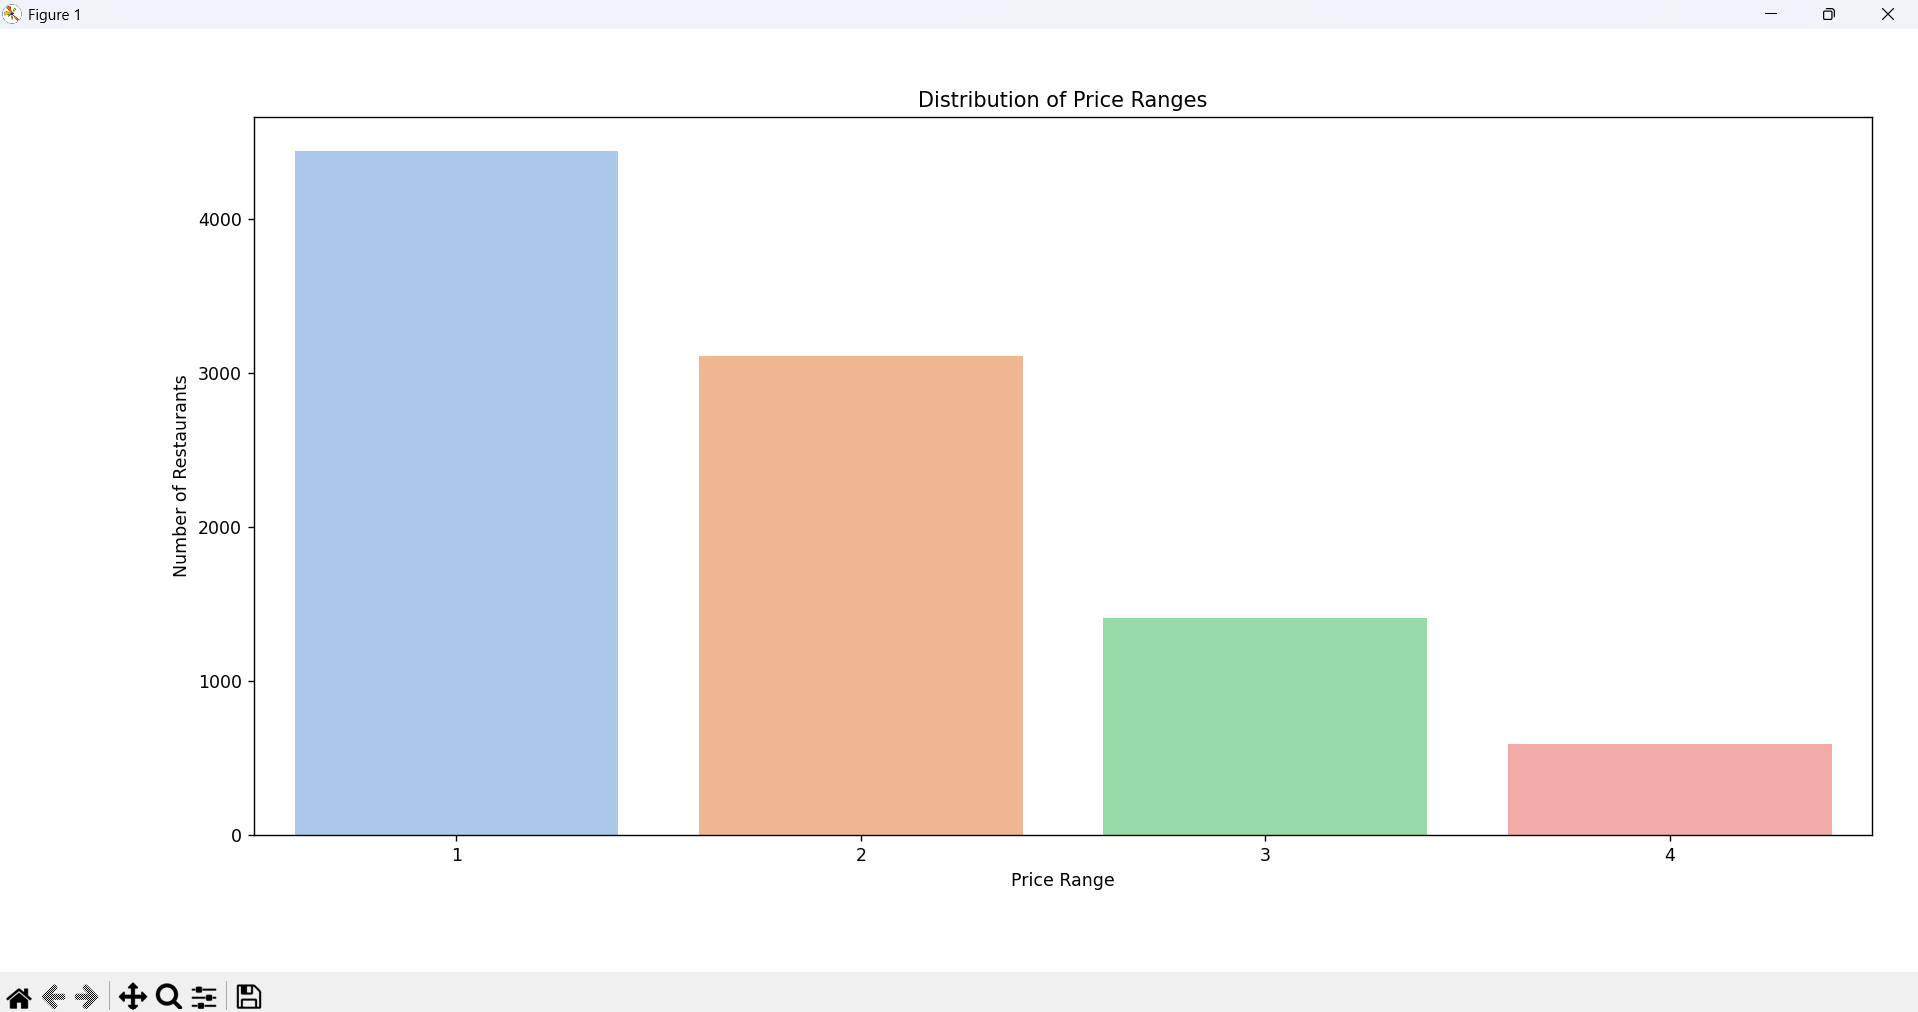 Figure 1
Distribution of Price Ranges
4000
3000
2000
1000
0
Number of Restaurants
1 2 3 4
Price Range